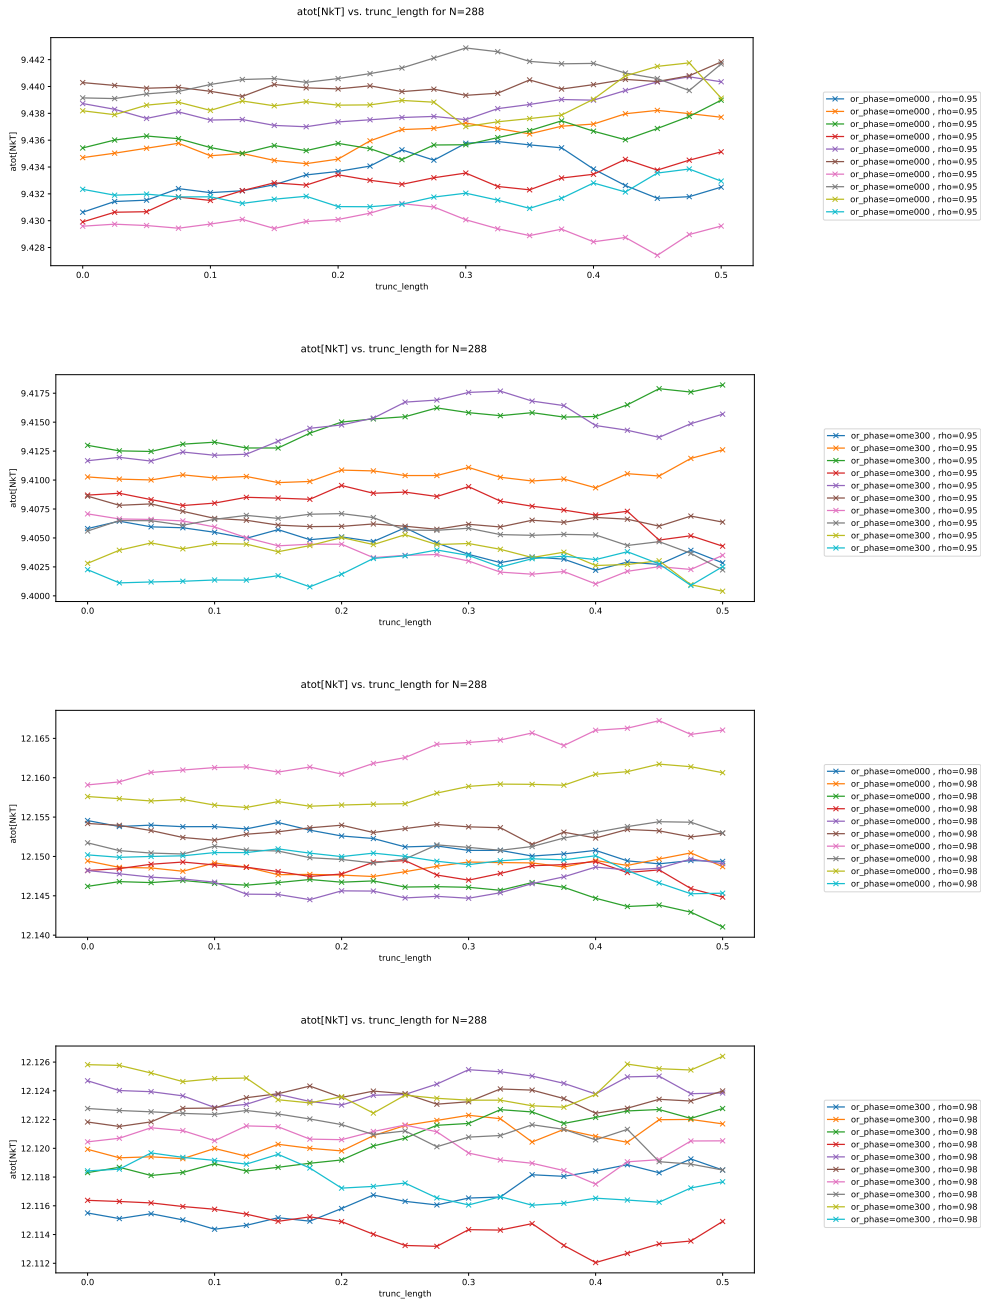 atot[NkT] vs. trunc_length for N=288
9.442
9.440
9.438
9.436
9.434
9.432
9.430
9.428
atot[NkT]
0.0 0.1 0.2 0.3 0.4 0.5
trunc_length
or_phase=ome000 , rho=0.95
or_phase=ome000 , rho=0.95
or_phase=ome000 , rho=0.95
or_phase=ome000 , rho=0.95
or_phase=ome000 , rho=0.95
or_phase=ome000 , rho=0.95
or_phase=ome000 , rho=0.95
or_phase=ome000 , rho=0.95
or_phase=ome000 , rho=0.95
or_phase=ome000 , rho=0.95
atot[NkT] vs. trunc_length for N=288
9.4175
9.4150
9.4125
9.4100
9.4075
9.4050
9.4025
9.4000
atot[NkT]
0.0 0.1 0.2 0.3 0.4 0.5
trunc_length
or_phase=ome300 , rho=0.95
or_phase=ome300 , rho=0.95
or_phase=ome300 , rho=0.95
or_phase=ome300 , rho=0.95
or_phase=ome300 , rho=0.95
or_phase=ome300 , rho=0.95
or_phase=ome300 , rho=0.95
or_phase=ome300 , rho=0.95
or_phase=ome300 , rho=0.95
or_phase=ome300 , rho=0.95
atot[NkT] vs. trunc_length for N=288
12.165
12.160
12.155
12.150
12.145
12.140
atot[NkT]
0.0 0.1 0.2 0.3 0.4 0.5
trunc_length
or_phase=ome000 , rho=0.98
or_phase=ome000 , rho=0.98
or_phase=ome000 , rho=0.98
or_phase=ome000 , rho=0.98
or_phase=ome000 , rho=0.98
or_phase=ome000 , rho=0.98
or_phase=ome000 , rho=0.98
or_phase=ome000 , rho=0.98
or_phase=ome000 , rho=0.98
or_phase=ome000 , rho=0.98
atot[NkT] vs. trunc_length for N=288
12.126
12.124
12.122
12.120
12.118
12.116
12.114
12.112
atot[NkT]
0.0 0.1 0.2 0.3 0.4 0.5
trunc_length
or_phase=ome300 , rho=0.98
or_phase=ome300 , rho=0.98
or_phase=ome300 , rho=0.98
or_phase=ome300 , rho=0.98
or_phase=ome300 , rho=0.98
or_phase=ome300 , rho=0.98
or_phase=ome300 , rho=0.98
or_phase=ome300 , rho=0.98
or_phase=ome300 , rho=0.98
or_phase=ome300 , rho=0.98